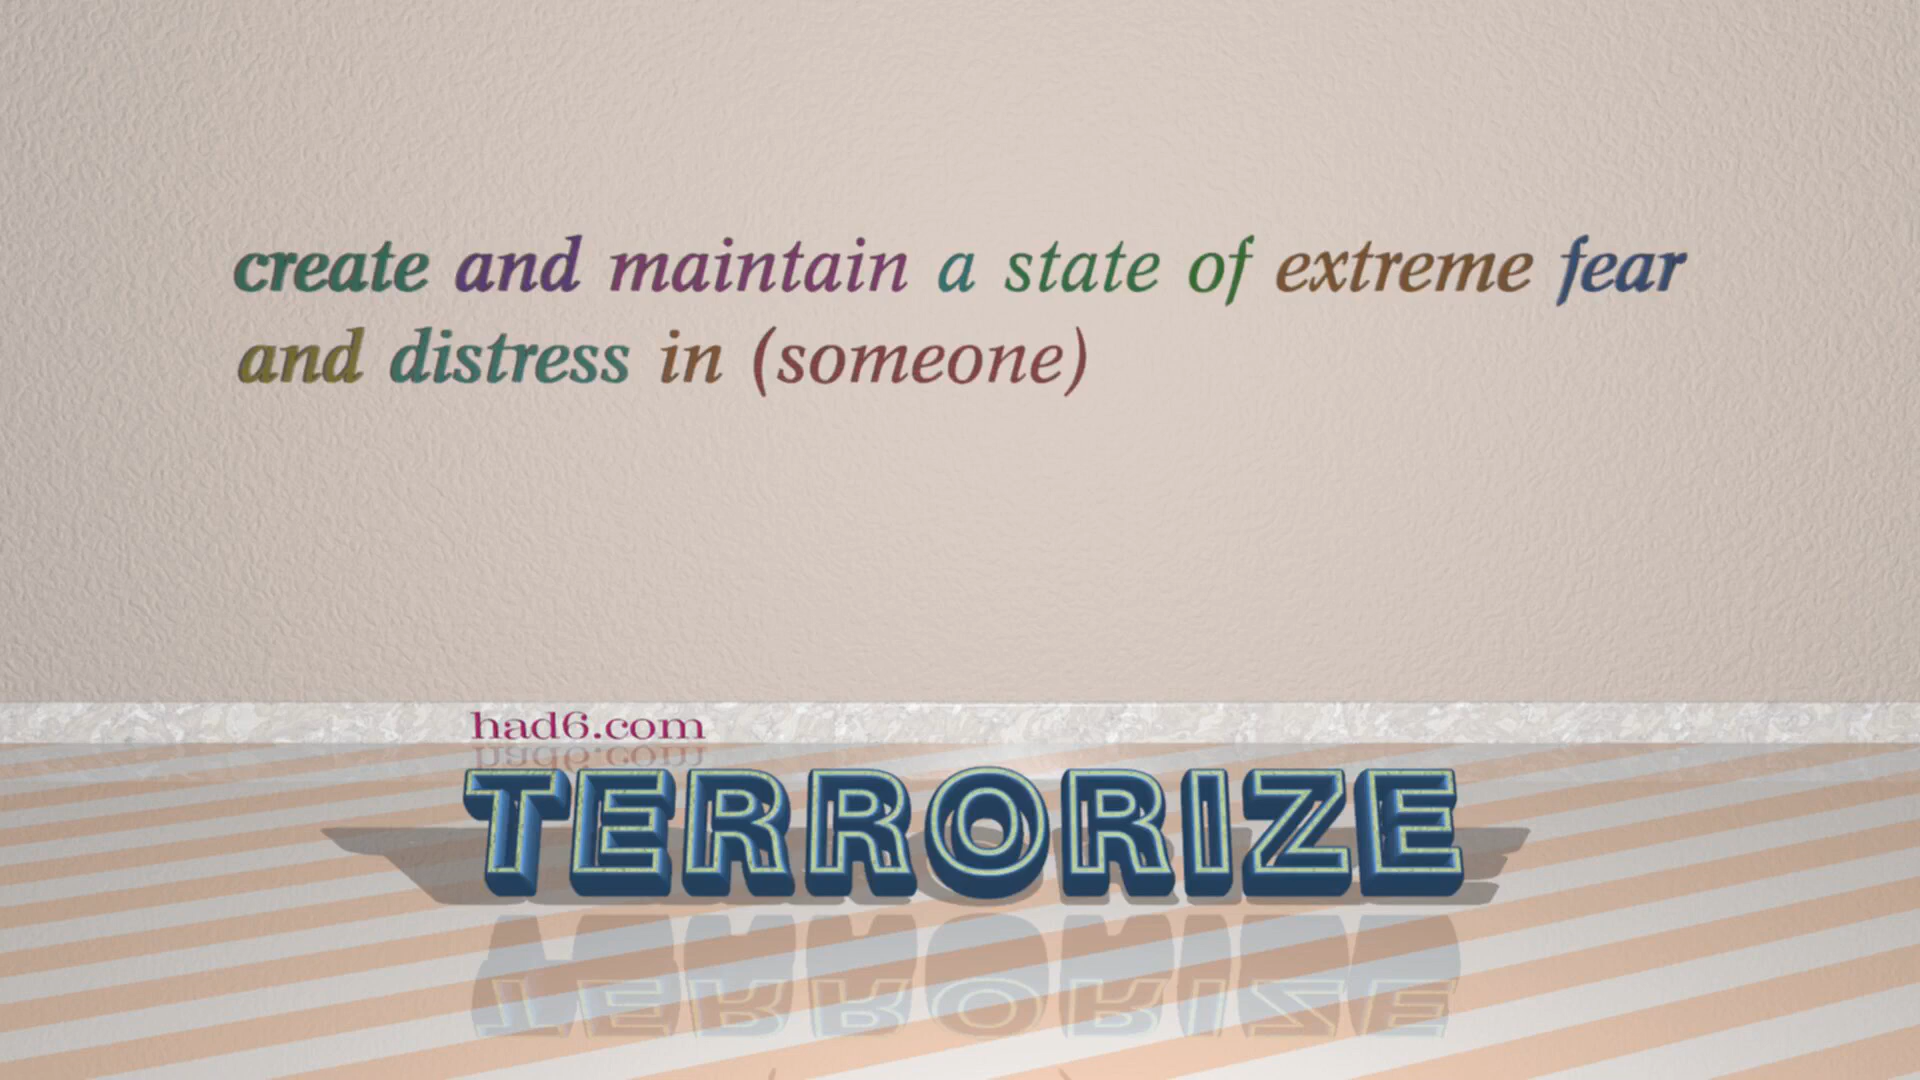 create and maintain a state of extreme fear
and distress in (someone)
had6.com
TERRORIZE